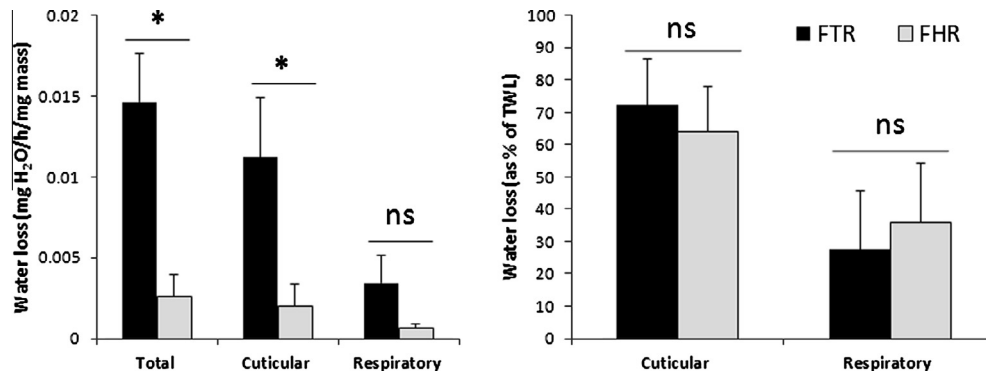 Water loss (mg H₂O/h/mg mass)
0.02
0.015
0.01
0.005
0
*
*
ns
Total Cuticular Respiratory
Water loss (as % of TWL)
100
90
80
70
60
50
40
30
20
10
0
ns
ns
FTR FHR
Cuticular Respiratory